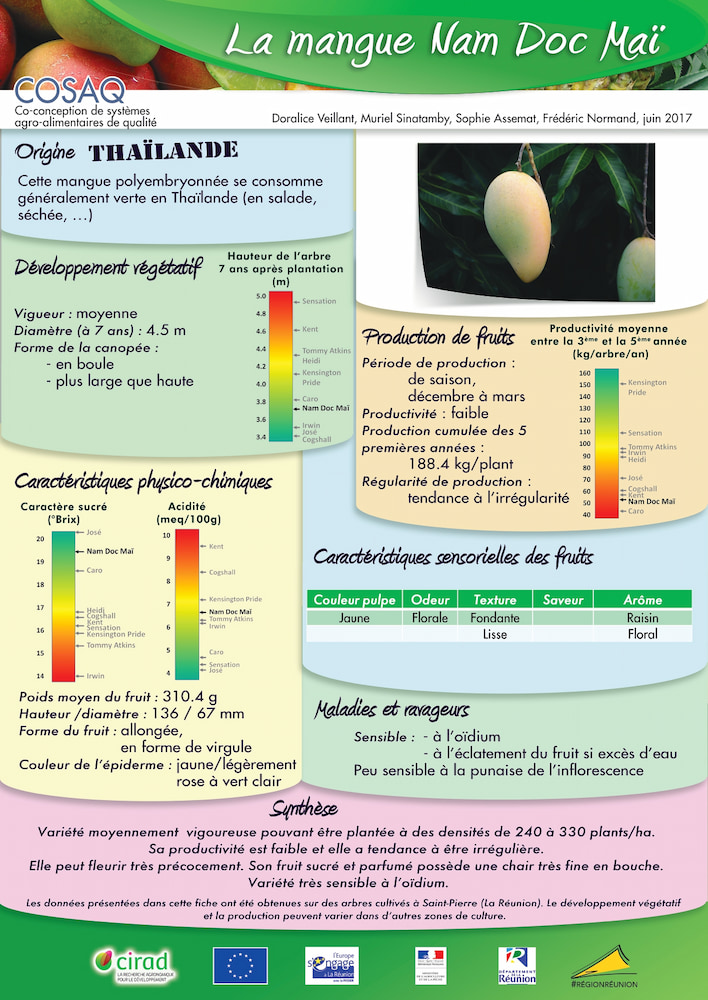 La mangue Nam Doc Maï
COSAQ
Co-conception de systèmes
agro-alimentaires de qualité
Doralice Veillant, Muriel Sinatamby, Sophie Assemat, Frédéric Normand, juin 2017
Origine THAÏLANDE
Cette mangue polyembryonnée se consomme
généralement verte en Thaïlande (en salade,
séchée, ...)
Développement végétatif
Vigueur : moyenne
Diamètre (à 7 ans) : 4.5 m
Forme de la canopée :
- en boule
- plus large que haute
Hauteur de l'arbre
7 ans après plantation
(m)
5.0
4.8
4.6
4.4
4.2
4.0
3.8
3.6
3.4
Sensation
Kent
Tommy Atkins
Heidi
Kensington
Pride
Caro
Nam Doc Maï
Irwin
José
Cogshall
Production de fruits
Période de production :
de saison,
décembre à mars
Productivité : faible
Production cumulée des 5
premières années :
188.4 kg/plant
Régularité de production :
tendance à l'irrégularité
Productivité moyenne
entre la 3ème et la 5ème année
(kg/arbre/an)
160
150
140
130
120
110
100
90
80
70
60
50
40
Kensington
Pride
Sensation
Tommy Atkins
Irwin
Heidi
José
Cogshall
Kent
Nam Doc Maï
Caro
Caractéristiques physico-chimiques
Caractère sucré
(°Brix)
20
19
18
17
16
15
14
José
Nam Doc Maï
Caro
Heidi
Cogshall
Kent
Sensation
Kensington Pride
Tommy Atkins
Irwin
Acidité
(meq/100g)
10
9
8
7
6
5
4
Kent
Cogshall
Kensington Pride
Nam Doc Maï
Tommy Atkins
Irwin
Caro
Sensation
José
Poids moyen du fruit : 310.4 g
Hauteur /diamètre : 136 / 67 mm
Forme du fruit : allongée,
en forme de virgule
Couleur de l'épiderme : jaune/légèrement
rose à vert clair
Caractéristiques sensorielles des fruits
Couleur pulpe Odeur Texture Saveur Arôme
Jaune Florale Fondante Raisin
Lisse Floral
Maladies et ravageurs
Sensible : - à l'oïdium
- à l'éclatement du fruit si excès d'eau
Peu sensible à la punaise de l'inflorescence
Synthèse
Variété moyennement vigoureuse pouvant être plantée à des densités de 240 à 330 plants/ha.
Sa productivité est faible et elle a tendance à être irrégulière.
Elle peut fleurir très précocement. Son fruit sucré et parfumé possède une chair très fine en bouche.
Variété très sensible à l'oïdium.
Les données présentées dans cette fiche ont été obtenues sur des arbres cultivés à Saint-Pierre (La Réunion). Le développement végétatif
et la production peuvent varier dans d'autres zones de culture.
cirad
LA RECHERCHE AGRONOMIQUE
POUR LE DÉVELOPPEMENT
l'Europe
s'engage
à La Réunion
DÉPARTEMENT
Réunion
#RÉGIONRÉUNION